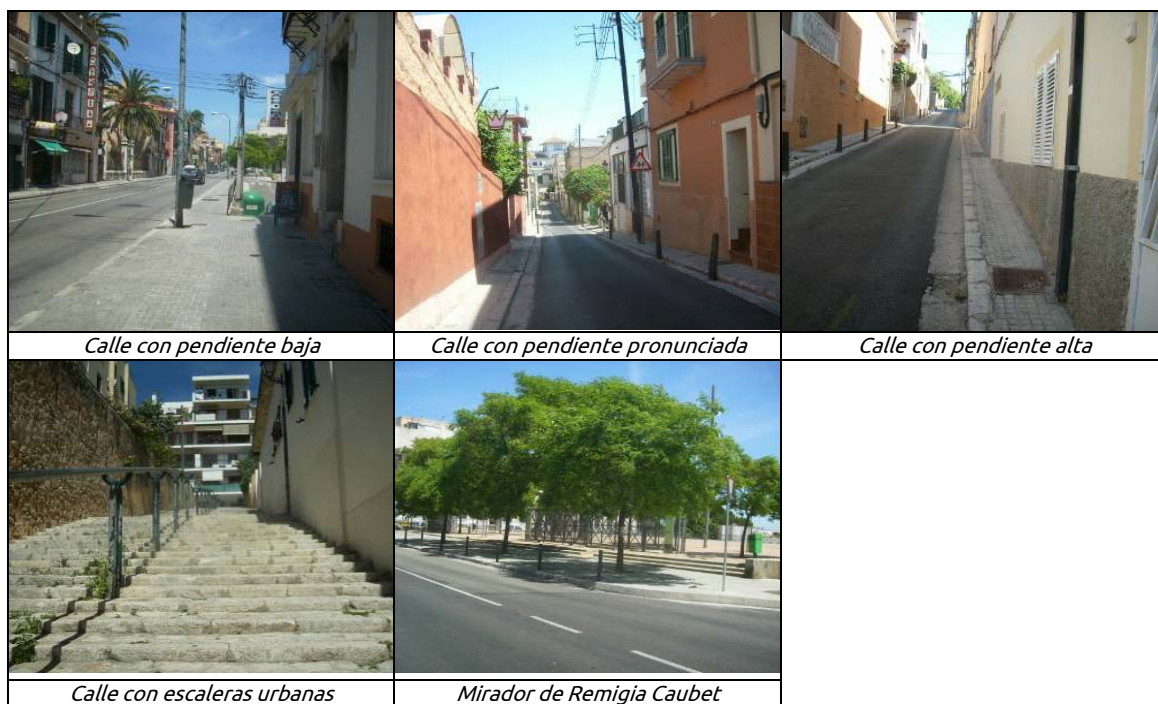 Calle con pendiente baja
Calle con pendiente pronunciada
Calle con pendiente alta
Calle con escaleras urbanas
Mirador de Remigia Caubet